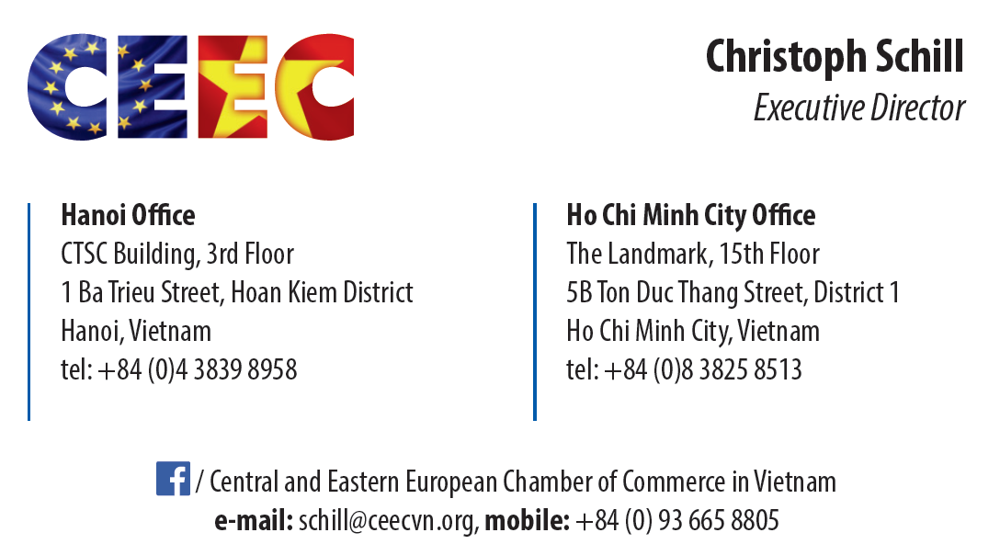 CEEC
Christoph Schill
Executive Director
Hanoi Office
CTSC Building, 3rd Floor
1 Ba Trieu Street, Hoan Kiem District
Hanoi, Vietnam
tel: +84 (0)4 3839 8958
Ho Chi Minh City Office
The Landmark, 15th Floor
5B Ton Duc Thang Street, District 1
Ho Chi Minh City, Vietnam
tel: +84 (0)8 3825 8513
f / Central and Eastern European Chamber of Commerce in Vietnam
e-mail: schill@ceecvn.org, mobile: +84 (0) 93 665 8805